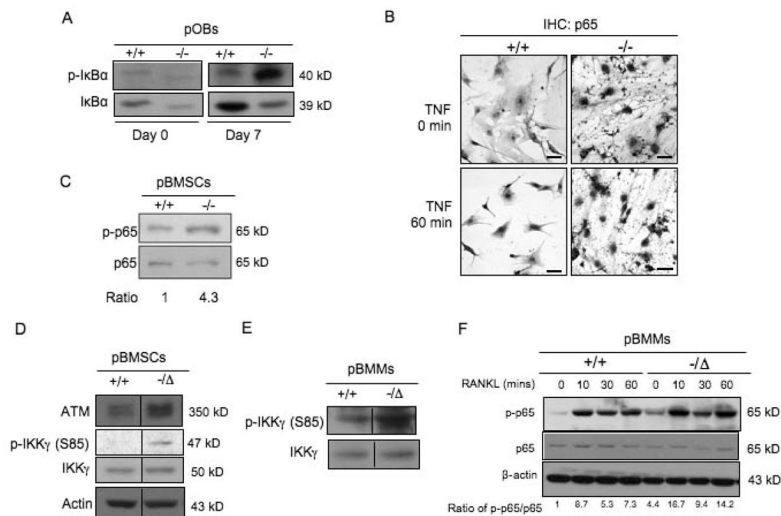 A
pOBs
+/+ -/- +/+ -/-
p-IκBα 40 kD
IκBα 39 kD
Day 0 Day 7
B
IHC: p65
+/+ -/-
TNF
0 min
TNF
60 min
C
pBMSCs
+/+ -/-
p-p65 65 kD
p65 65 kD
Ratio 1 4.3
D
pBMSCs
+/+ -/Δ
ATM 350 kD
p-IKKγ (S85) 47 kD
IKKγ 50 kD
Actin 43 kD
E
pBMMs
+/+ -/Δ
p-IKKγ (S85)
IKKγ
F
pBMMs
+/+ -/Δ
RANKL (mins) 0 10 30 60 0 10 30 60
p-p65 65 kD
p65 65 kD
β-actin 43 kD
Ratio of p-p65/p65 1 8.7 5.3 7.3 4.4 16.7 9.4 14.2